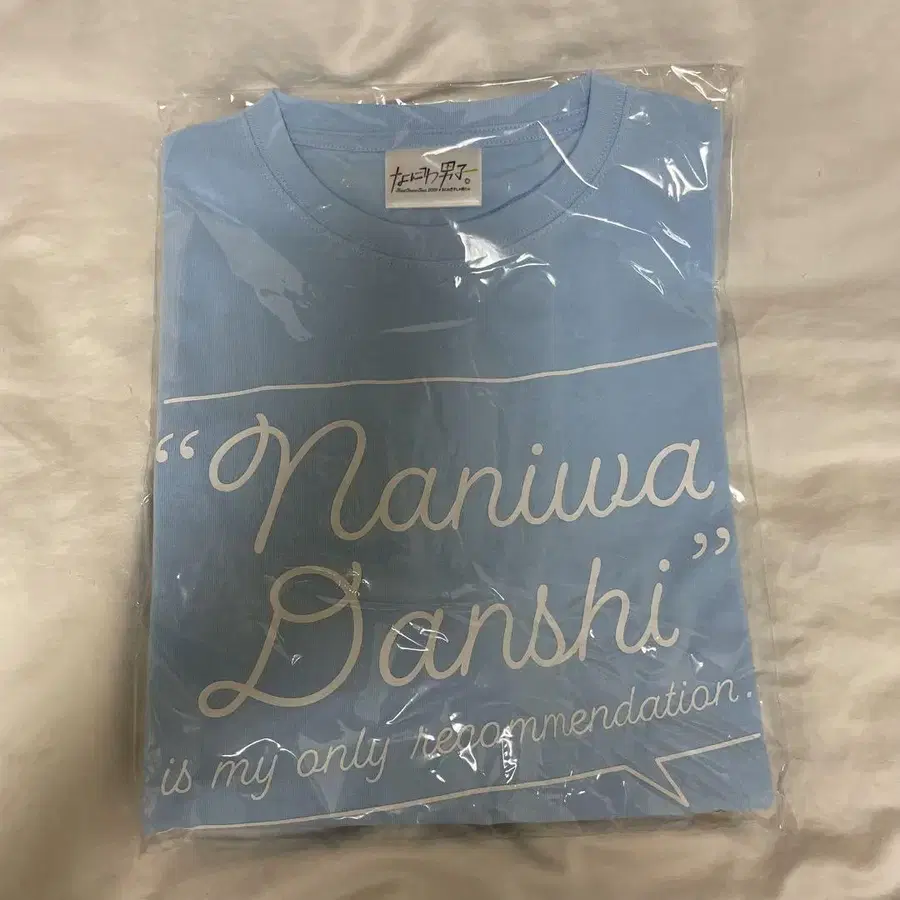 なにわ男子。
“Naniwa
Danshi”
is my only recommendation.